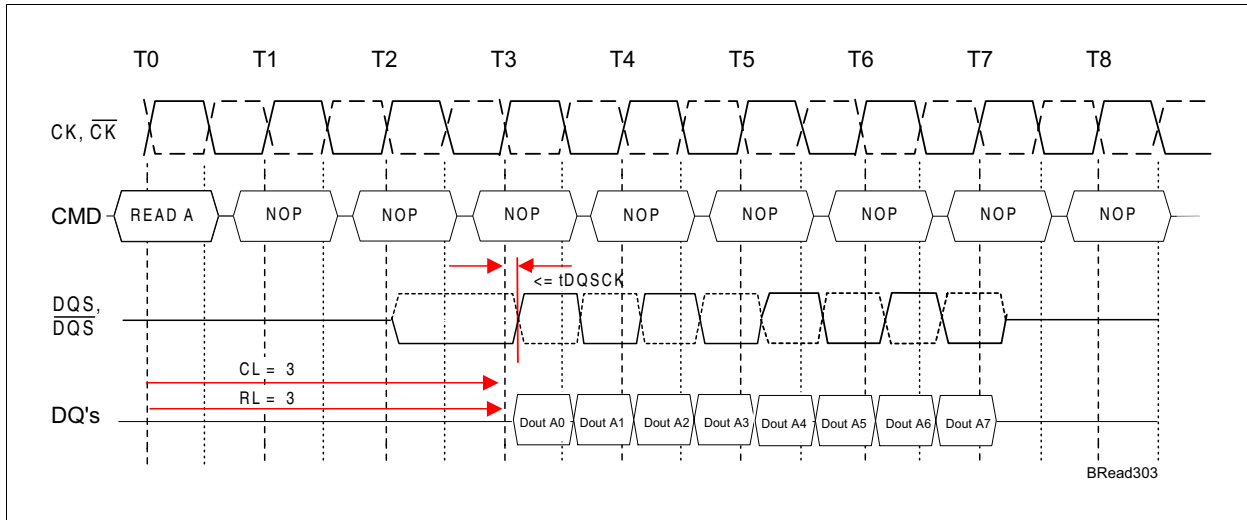 T0 T1 T2 T3 T4 T5 T6 T7 T8
CK, CK
CMD READ A NOP NOP NOP NOP NOP NOP NOP NOP
<= tDQSCK
DQS,
DQS
CL = 3
RL = 3
DQ's Dout A0 Dout A1 Dout A2 Dout A3 Dout A4 Dout A5 Dout A6 Dout A7
BRead303